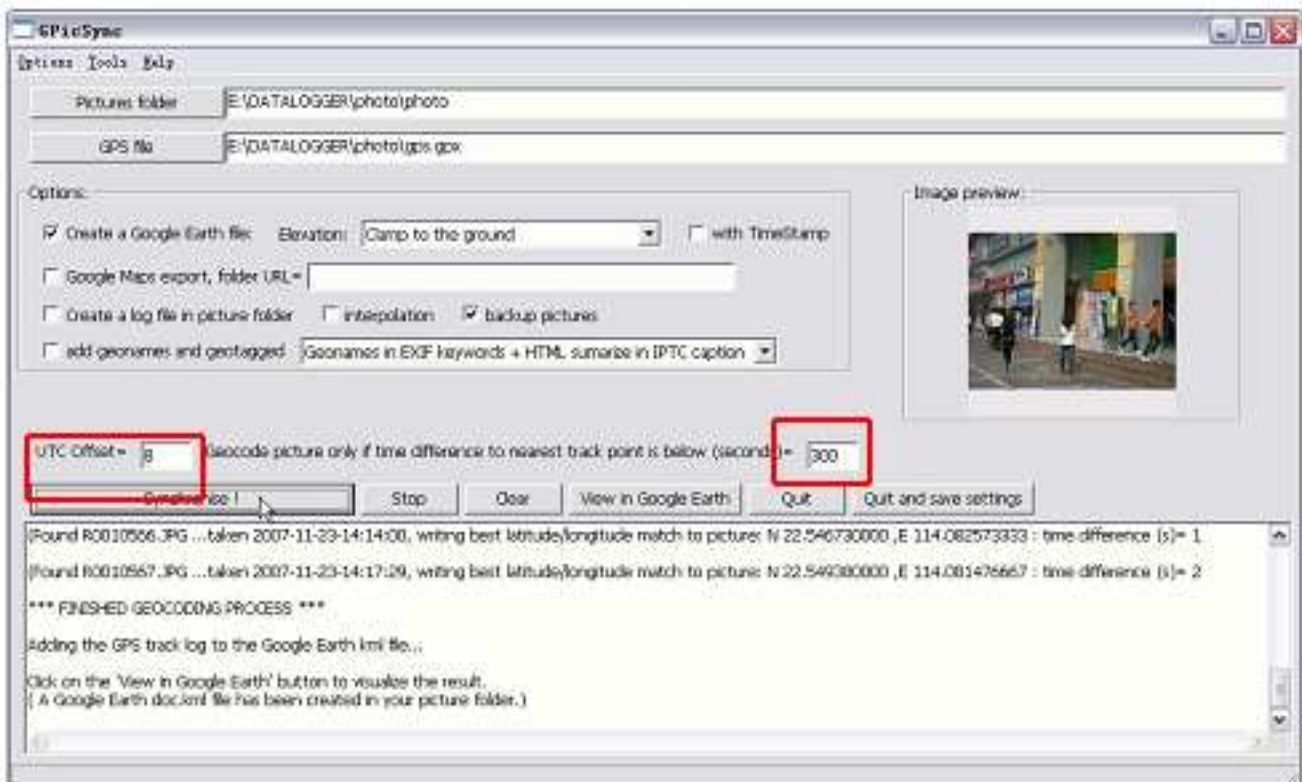 GPicSync
Options Tools Help
Pictures folder E:\DATALOGGER\photo\photo
GPS file E:\DATALOGGER\photo\gps.gpx
Options:
Image preview:
Create a Google Earth file: Elevation: Clamp to the ground with TimeStamp
Google Maps export, folder URL=
Create a log file in picture folder interpolation backup pictures
add geonames and geotagged Geonames in EXIF keywords + HTML sumarize in IPTC caption
UTC Offset= 8 Geocode picture only if time difference to nearest track point is below (seconds)= 300
Synchronise ! Stop Clear View in Google Earth Quit Quit and save settings
(Found R0010566.JPG ...taken 2007-11-23-14:14:00, writing best latitude/longitude match to picture: N 22.546730000 ,E 114.082573333 : time difference (s)= 1
(Found R0010567.JPG ...taken 2007-11-23-14:17:29, writing best latitude/longitude match to picture: N 22.549380000 ,E 114.081476667 : time difference (s)= 2
*** FINISHED GEOCODING PROCESS ***
Adding the GPS track log to the Google Earth kml file...
Click on the 'View in Google Earth' button to visualize the result.
( A Google Earth doc.kml file has been created in your picture folder.)